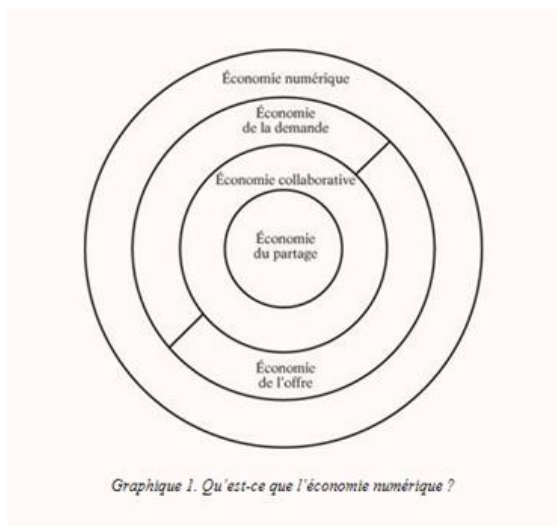 Économie numérique
Économie
de la demande
Économie collaborative
Économie
du partage
Économie
de l'offre
Graphique 1. Qu'est-ce que l'économie numérique ?